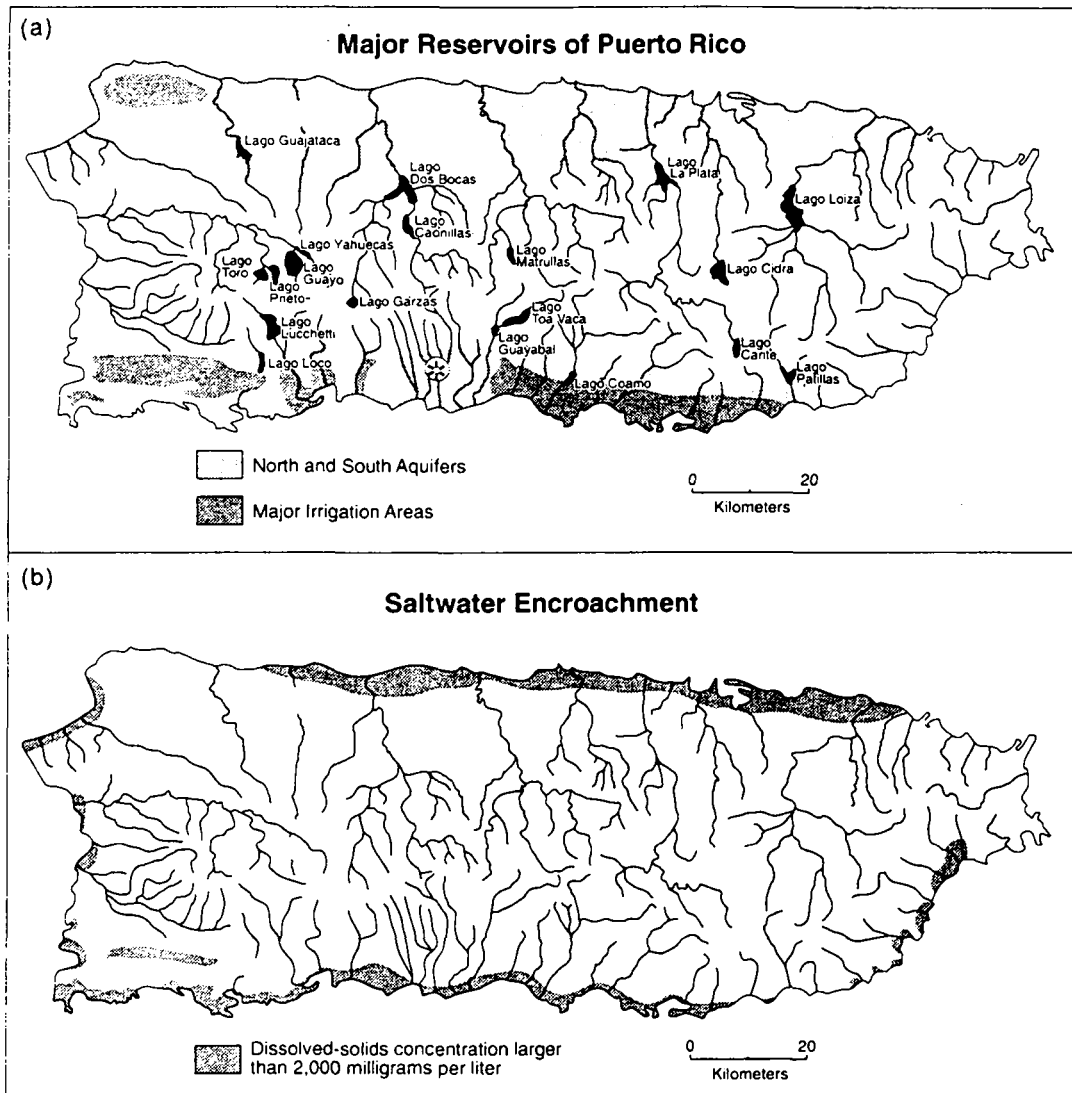 (a)
Major Reservoirs of Puerto Rico
Lago Guajataca
Lago
Dos Bocas
Lago
La Plata
Lago Loiza
Lago
Caonillas
Lago Yahuecas
Lago
Toro
Lago
Guayo
Lago
Prieto
Lago
Matrullas
Lago Cidra
Lago Garzas
Lago
Toa Vaca
Lago
Lucchetti
Lago
Guayabal
Lago
Carite
Lago Loco
Lago Coamo
Lago
Patillas
North and South Aquifers
Major Irrigation Areas
0 20
Kilometers
(b)
Saltwater Encroachment
Dissolved-solids concentration larger
than 2,000 milligrams per liter
0 20
Kilometers